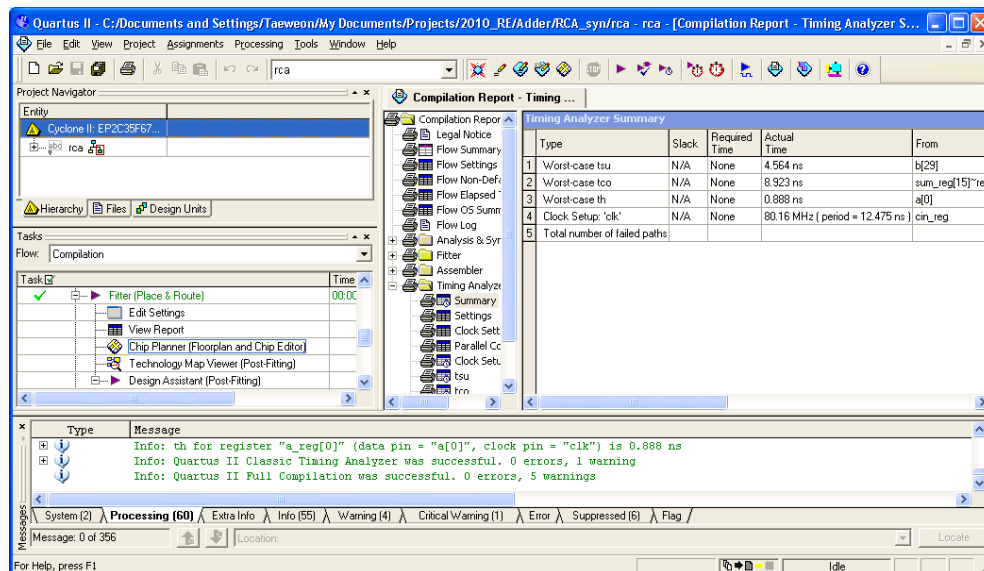 Quartus II - C:/Documents and Settings/Taeweon/My Documents/Projects/2010_RE/Adder/RCA_syn/rca - rca - [Compilation Report - Timing Analyzer S...
File Edit View Project Assignments Processing Tools Window Help
rca
Project Navigator
Entity
Cyclone II: EP2C35F67...
rca
Hierarchy Files Design Units
Tasks
Flow: Compilation
Task Time
Fitter (Place & Route) 00:00
Edit Settings
View Report
Chip Planner (Floorplan and Chip Editor)
Technology Map Viewer (Post-Fitting)
Design Assistant (Post-Fitting)
Compilation Report - Timing ...
Compilation Repor
Legal Notice
Flow Summary
Flow Settings
Flow Non-Defa
Flow Elapsed
Flow OS Summ
Flow Log
Analysis & Syr
Fitter
Assembler
Timing Analyze
Summary
Settings
Clock Sett
Parallel Cc
Clock Setu
tsu
tco
Timing Analyzer Summary
Type Slack Required Time Actual Time From
1 Worst-case tsu N/A None 4.564 ns b[29]
2 Worst-case tco N/A None 8.923 ns sum_reg[15]~re
3 Worst-case th N/A None 0.888 ns a[0]
4 Clock Setup: 'clk' N/A None 80.16 MHz ( period = 12.475 ns ) cin_reg
5 Total number of failed paths
Type Message
Info: th for register "a_reg[0]" (data pin = "a[0]", clock pin = "clk") is 0.888 ns
Info: Quartus II Classic Timing Analyzer was successful. 0 errors, 1 warning
Info: Quartus II Full Compilation was successful. 0 errors, 5 warnings
System (2) Processing (60) Extra Info Info (55) Warning (4) Critical Warning (1) Error Suppressed (6) Flag
Messages
Message: 0 of 356 Location: Locate
For Help, press F1 Idle